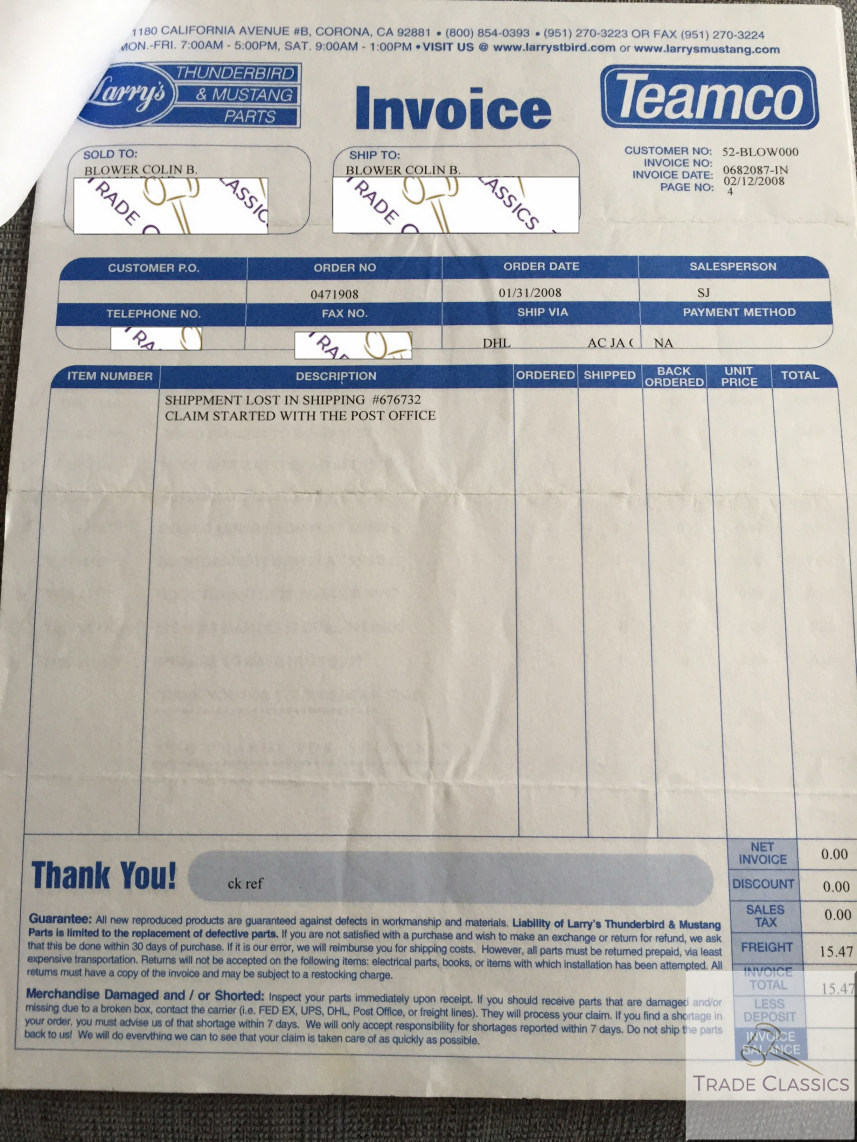 1180 CALIFORNIA AVENUE #B, CORONA, CA 92881 • (800) 854-0393 • (951) 270-3223 OR FAX (951) 270-3224
MON.-FRI. 7:00AM - 5:00PM, SAT. 9:00AM - 1:00PM • VISIT US @ www.larrystbird.com or www.larrysmustang.com
Larry's THUNDERBIRD & MUSTANG PARTS
Invoice
Teamco
SOLD TO:
BLOWER COLIN B.
TRADE C
ASSIC
SHIP TO:
BLOWER COLIN B.
TRADE C
ASSICS
CUSTOMER NO: 52-BLOW000
INVOICE NO: 0682087-IN
INVOICE DATE: 02/12/2008
PAGE NO: 4
CUSTOMER P.O. ORDER NO ORDER DATE SALESPERSON
0471908 01/31/2008 SJ
TELEPHONE NO. FAX NO. SHIP VIA PAYMENT METHOD
TRA TRA DHL AC JA ( NA
ITEM NUMBER DESCRIPTION ORDERED SHIPPED BACK ORDERED UNIT PRICE TOTAL
SHIPPMENT LOST IN SHIPPING #676732
CLAIM STARTED WITH THE POST OFFICE
Thank You!
ck ref
NET INVOICE 0.00
DISCOUNT 0.00
SALES TAX 0.00
FREIGHT 15.47
INVOICE TOTAL 15.47
LESS DEPOSIT
INVOICE BALANCE
Guarantee: All new reproduced products are guaranteed against defects in workmanship and materials. Liability of Larry's Thunderbird & Mustang
Parts is limited to the replacement of defective parts. If you are not satisfied with a purchase and wish to make an exchange or return for refund, we ask
that this be done within 30 days of purchase. If it is our error, we will reimburse you for shipping costs. However, all parts must be returned prepaid, via least
expensive transportation. Returns will not be accepted on the following items: electrical parts, books, or items with which installation has been attempted. All
returns must have a copy of the invoice and may be subject to a restocking charge.
Merchandise Damaged and / or Shorted: Inspect your parts immediately upon receipt. If you should receive parts that are damaged and/or
missing due to a broken box, contact the carrier (i.e. FED EX, UPS, DHL, Post Office, or freight lines). They will process your claim. If you find a shortage in
your order, you must advise us of that shortage within 7 days. We will only accept responsibility for shortages reported within 7 days. Do not ship the parts
back to us! We will do everything we can to see that your claim is taken care of as quickly as possible.
TRADE CLASSICS